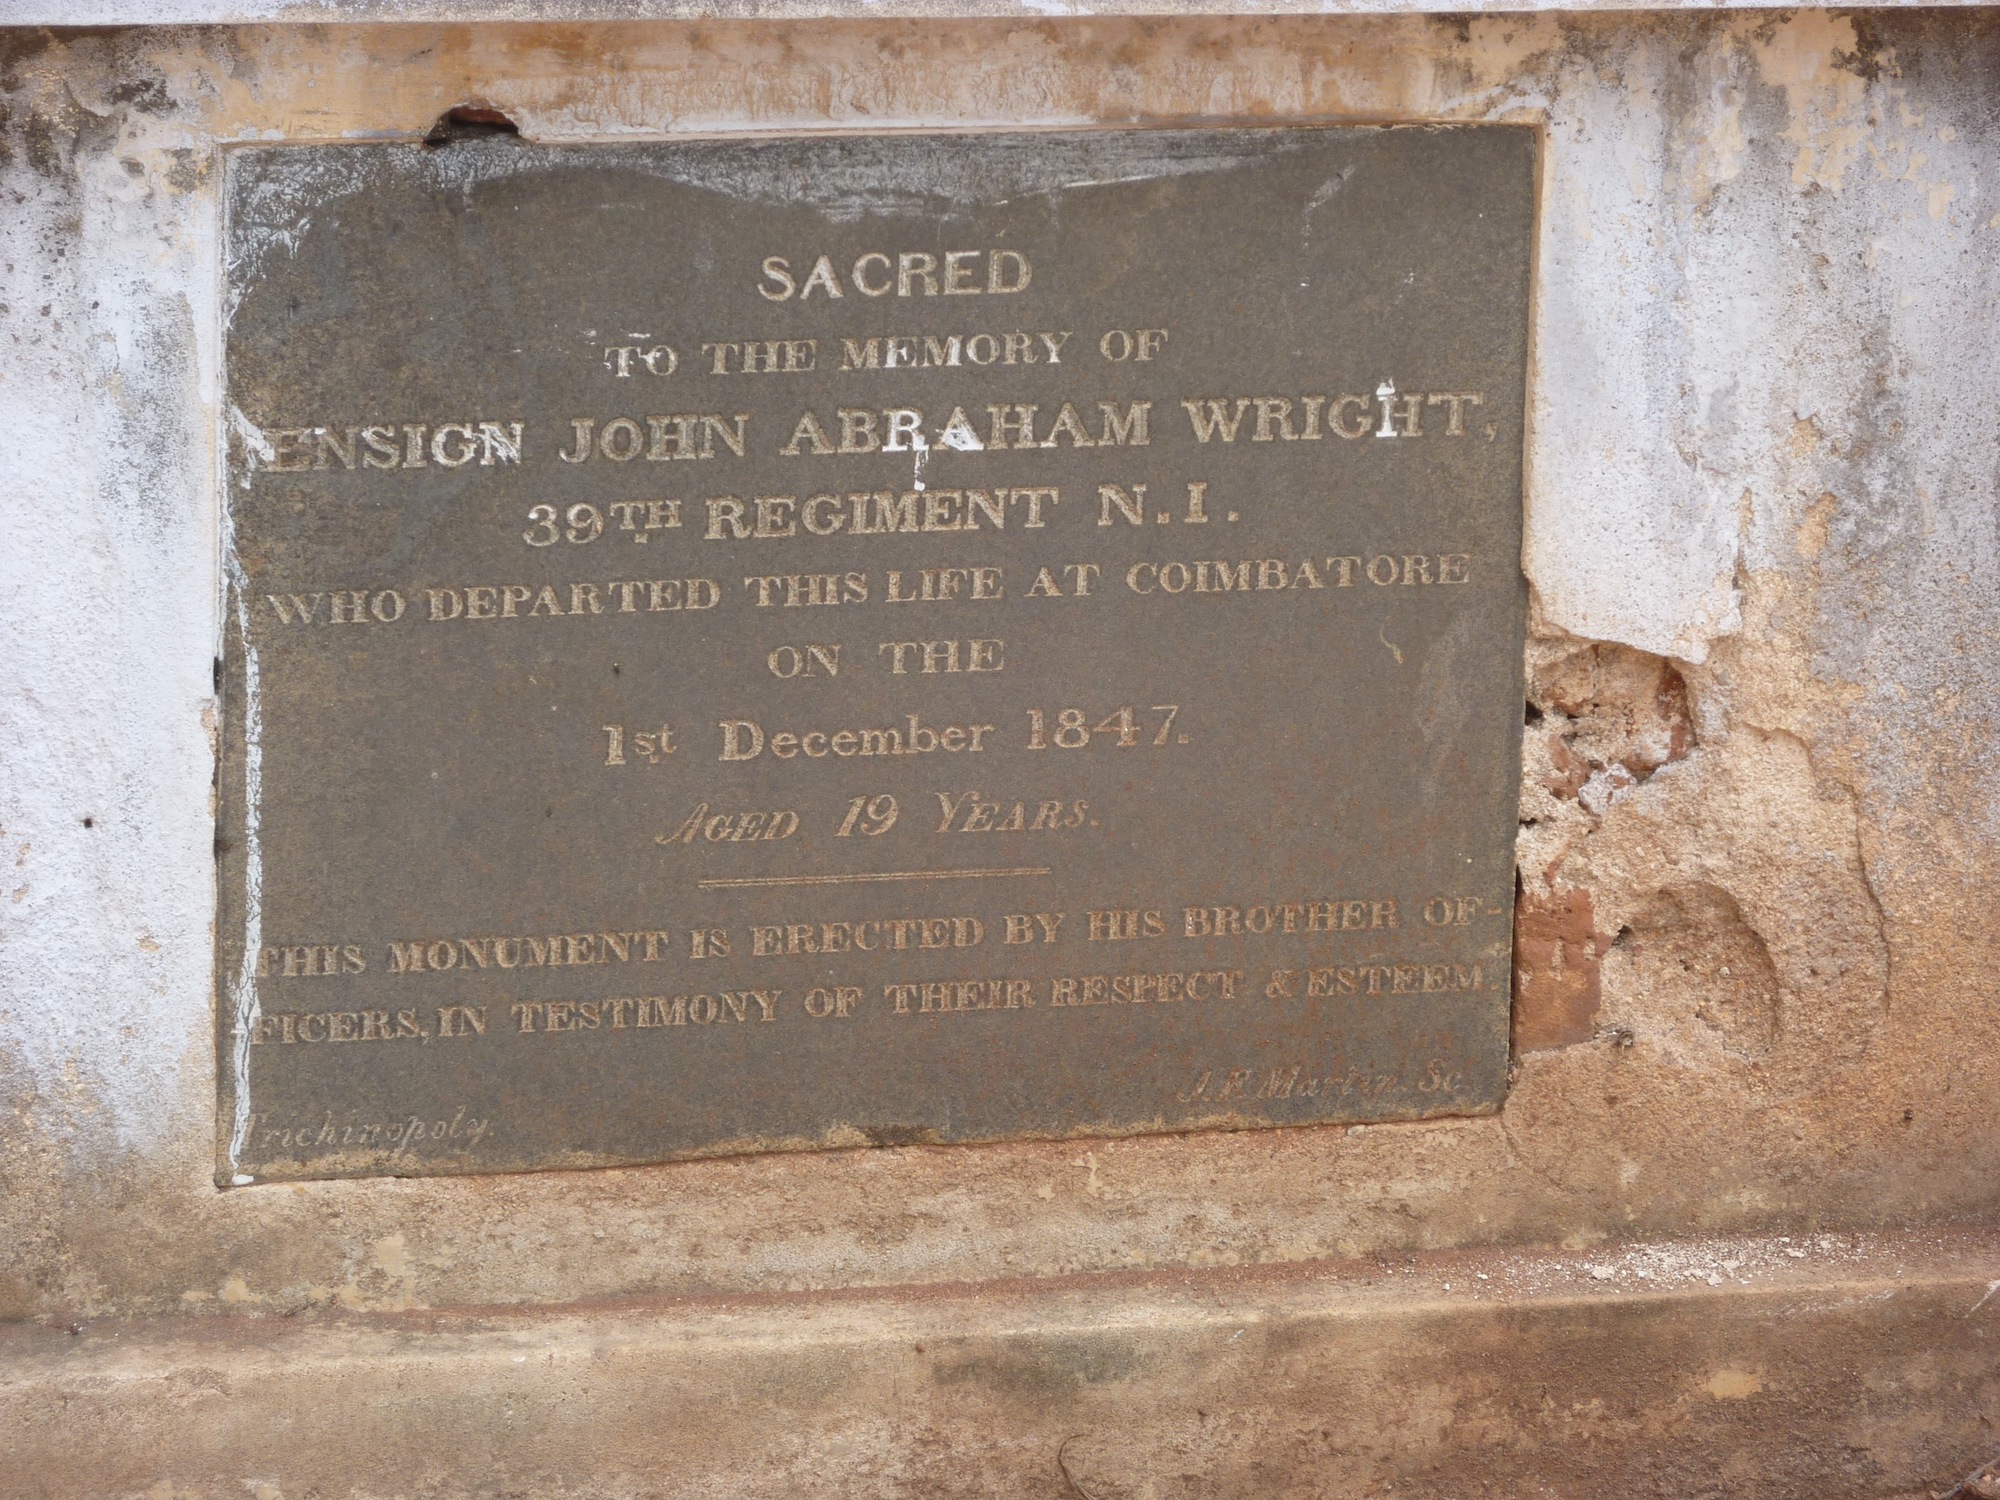 SACRED
TO THE MEMORY OF
ENSIGN JOHN ABRAHAM WRIGHT,
39TH REGIMENT N.I.
WHO DEPARTED THIS LIFE AT COIMBATORE
ON THE
1st December 1847.
AGED 19 YEARS.
THIS MONUMENT IS ERECTED BY HIS BROTHER OF-
FICERS, IN TESTIMONY OF THEIR RESPECT & ESTEEM.
J.F. Martin. Sc
Trichinopoly.